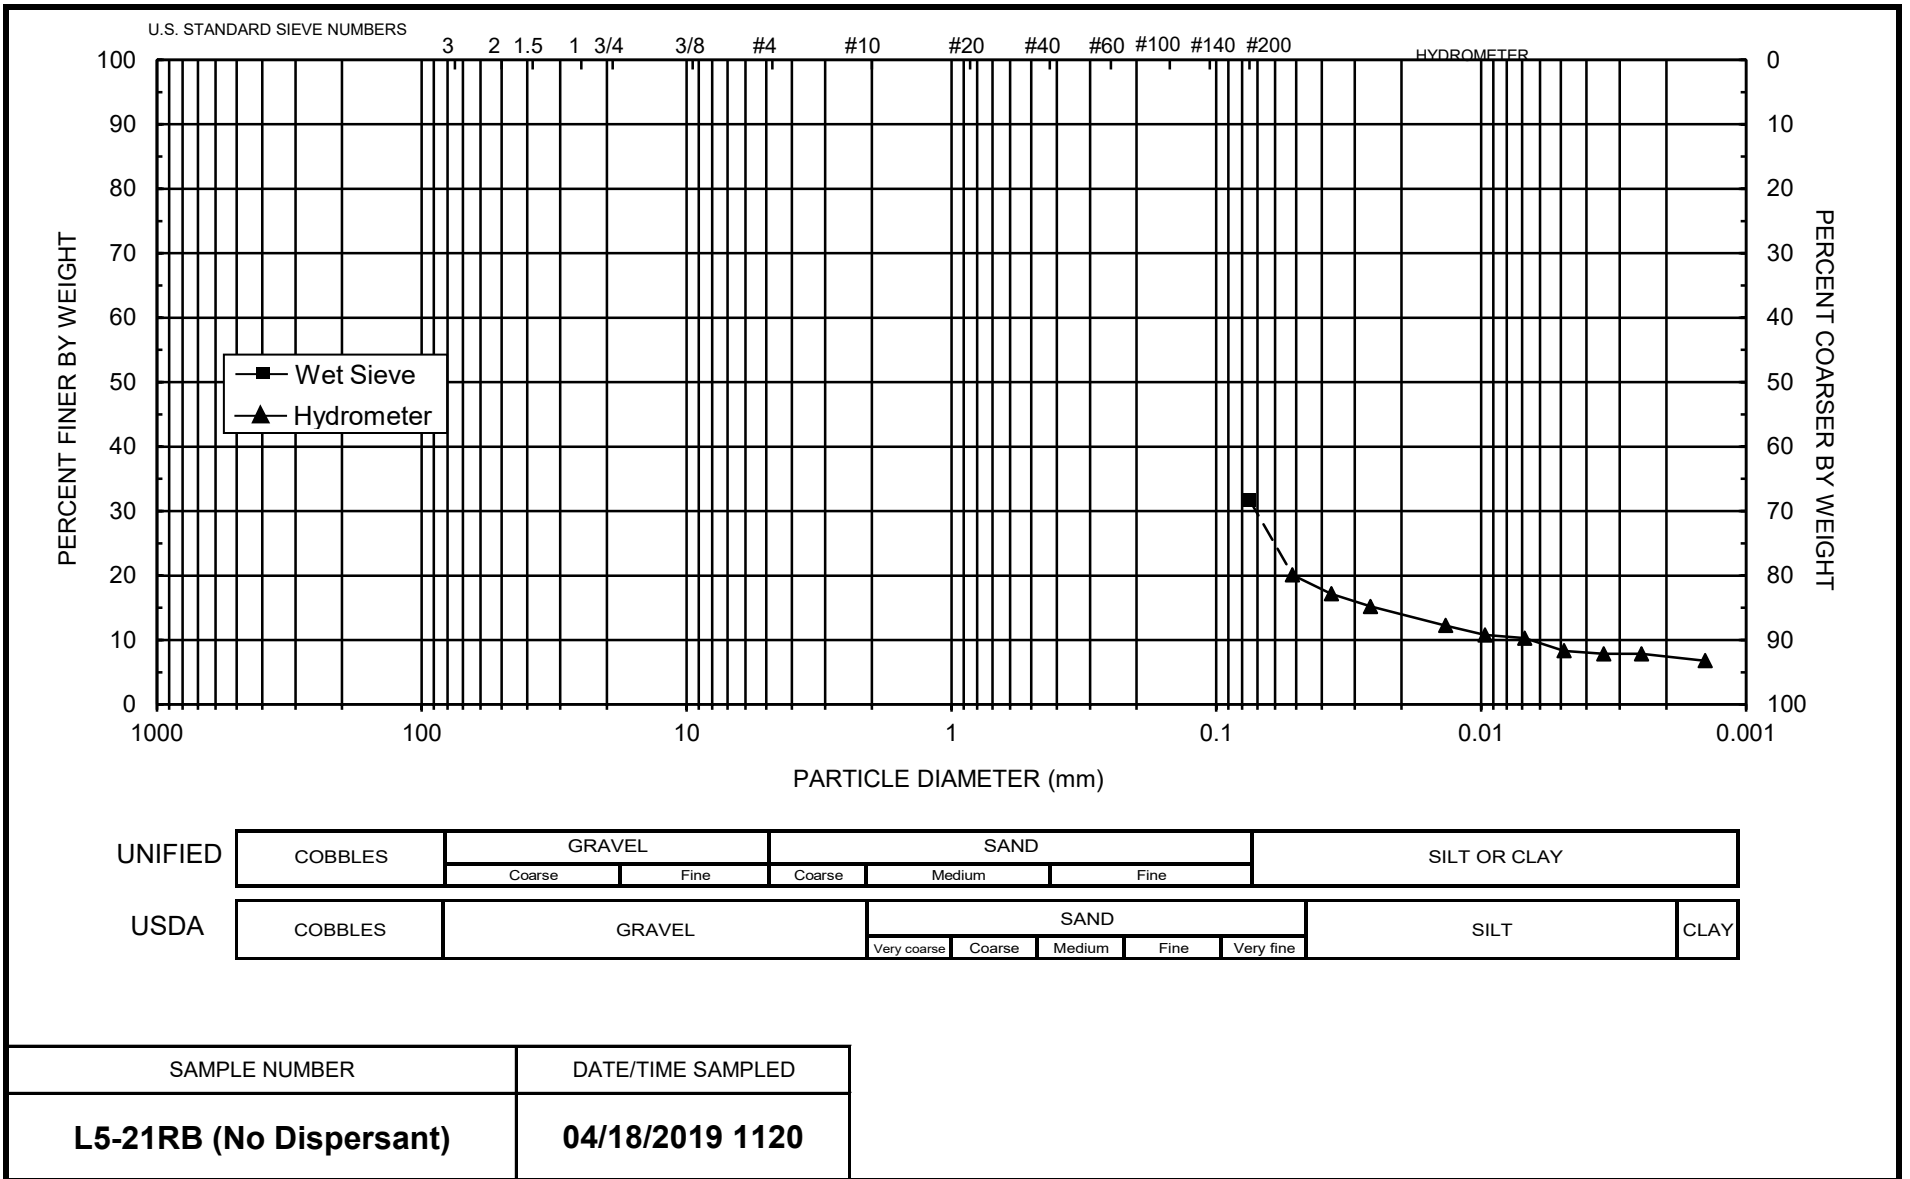 U.S. STANDARD SIEVE NUMBERS
3 2 1.5 1 3/4 3/8 #4 #10 #20 #40 #60 #100 #140 #200
HYDROMETER
100 0
90 10
80 20
70 30
60 40
50 50
40 60
30 70
20 80
10 90
0 100
PERCENT FINER BY WEIGHT
PERCENT COARSER BY WEIGHT
Wet Sieve
Hydrometer
1000 100 10 1 0.1 0.01 0.001
PARTICLE DIAMETER (mm)
UNIFIED
COBBLES GRAVEL SAND SILT OR CLAY
Coarse Fine Coarse Medium Fine
USDA
COBBLES GRAVEL SAND SILT CLAY
Very coarse Coarse Medium Fine Very fine
SAMPLE NUMBER DATE/TIME SAMPLED
L5-21RB (No Dispersant) 04/18/2019 1120